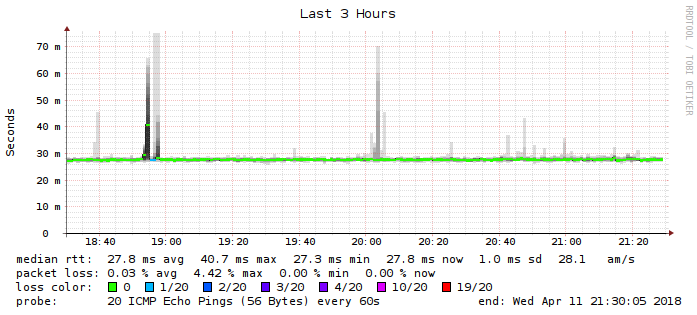 Last 3 Hours
RRDTOOL / TOBI OETIKER
Seconds
70 m
60 m
50 m
40 m
30 m
20 m
10 m
0
18:40 19:00 19:20 19:40 20:00 20:20 20:40 21:00 21:20
median rtt: 27.8 ms avg 40.7 ms max 27.3 ms min 27.8 ms now 1.0 ms sd 28.1 am/s
packet loss: 0.03 % avg 4.42 % max 0.00 % min 0.00 % now
loss color: 0 1/20 2/20 3/20 4/20 10/20 19/20
probe: 20 ICMP Echo Pings (56 Bytes) every 60s end: Wed Apr 11 21:30:05 2018